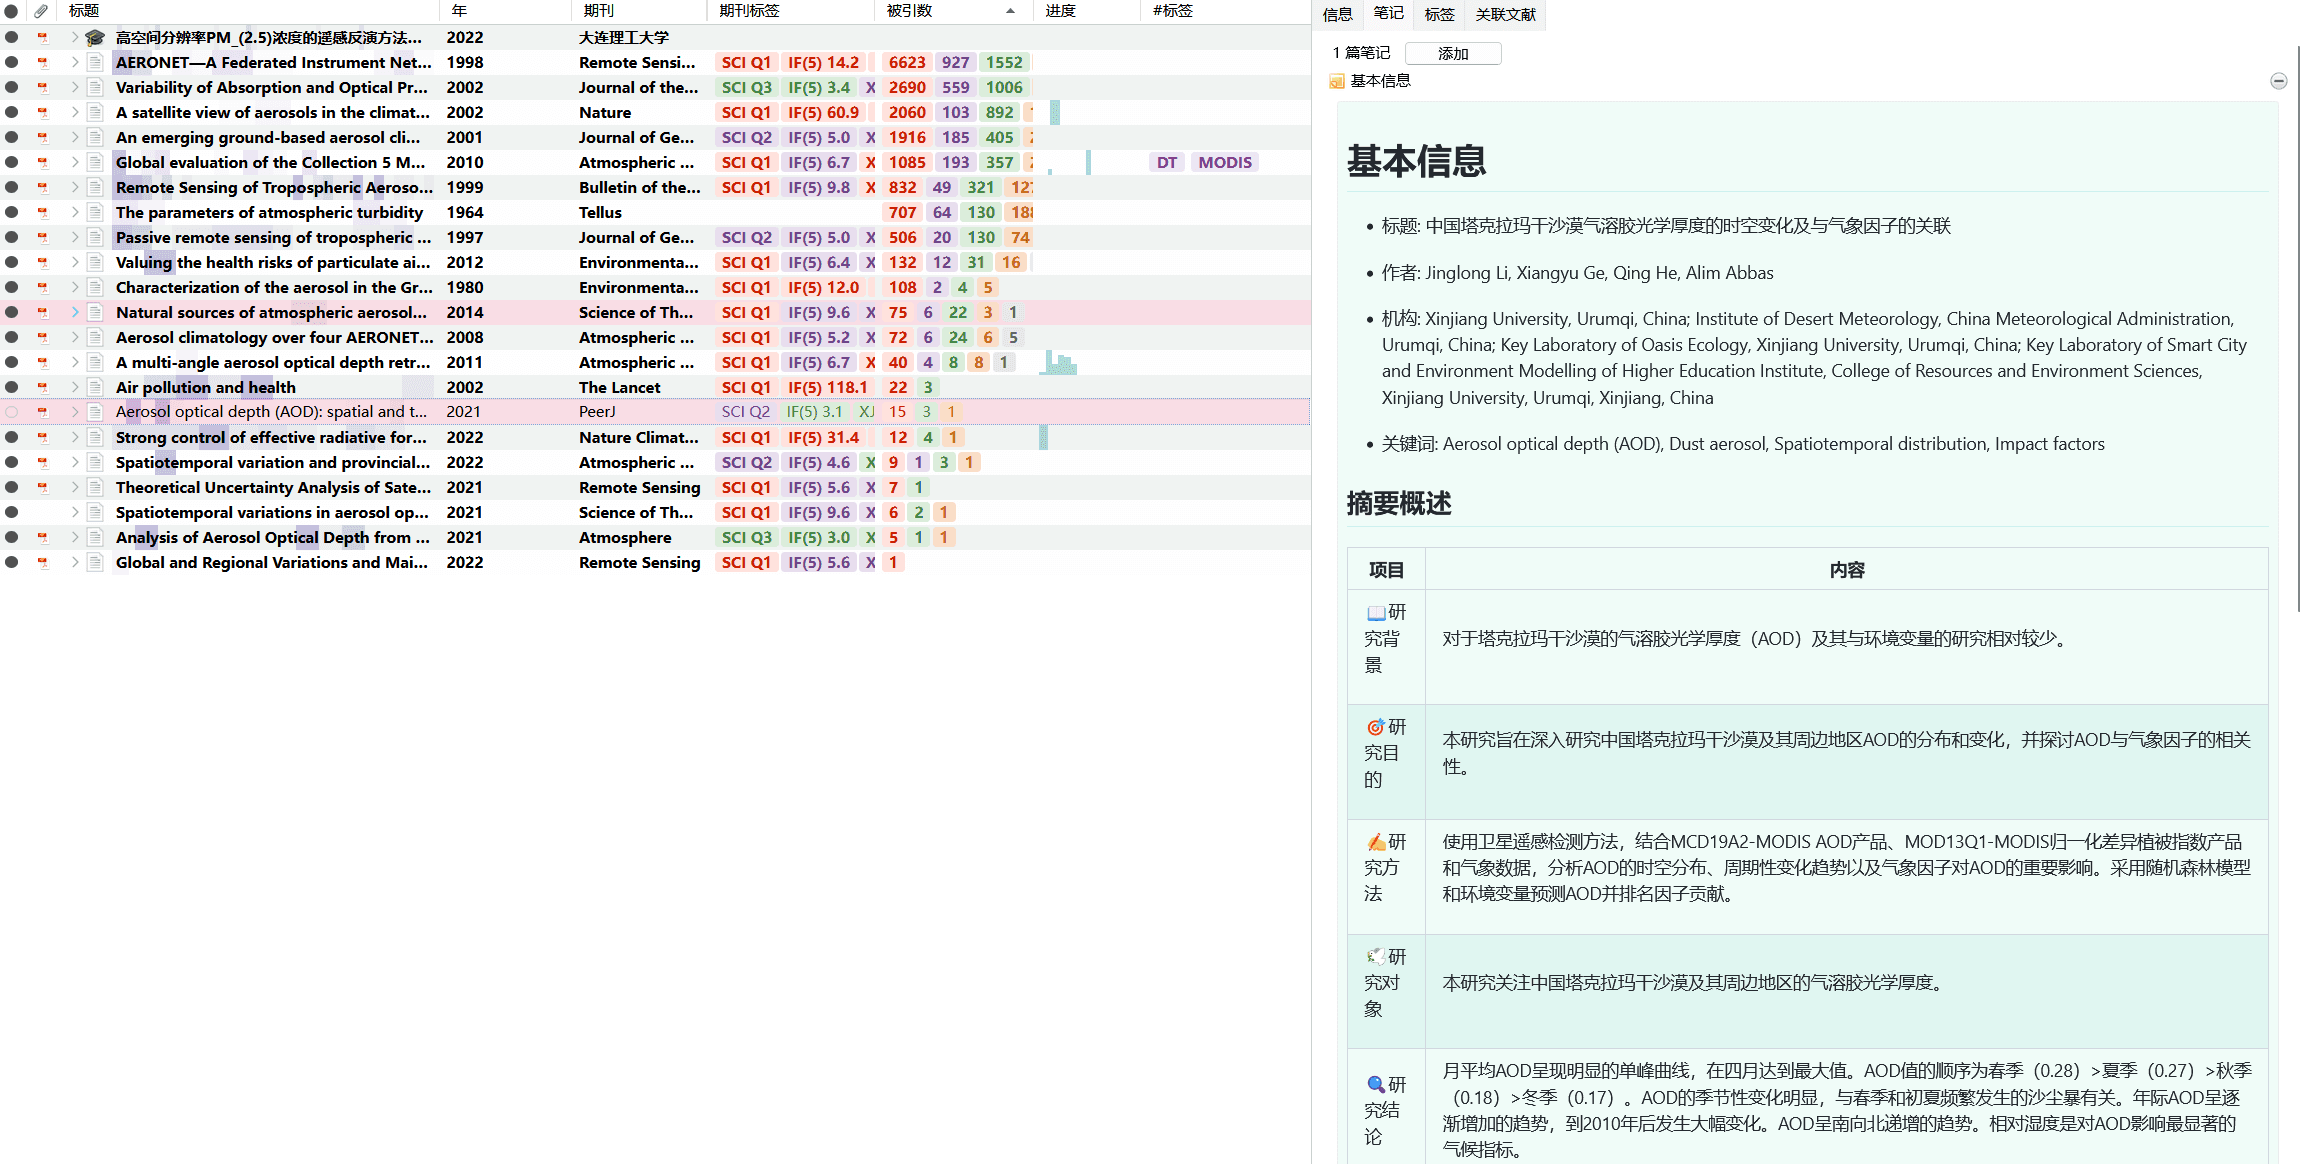 标题 年 期刊 期刊标签 被引数 进度 #标签
高空间分辨率PM_(2.5)浓度的遥感反演方法... 2022 大连理工大学
AERONET—A Federated Instrument Net... 1998 Remote Sensi... SCI Q1 IF(5) 14.2 6623 927 1552
Variability of Absorption and Optical Pr... 2002 Journal of the... SCI Q3 IF(5) 3.4 X 2690 559 1006
A satellite view of aerosols in the climat... 2002 Nature SCI Q1 IF(5) 60.9 2060 103 892
An emerging ground-based aerosol cli... 2001 Journal of Ge... SCI Q2 IF(5) 5.0 X 1916 185 405
Global evaluation of the Collection 5 M... 2010 Atmospheric ... SCI Q1 IF(5) 6.7 X 1085 193 357 DT MODIS
Remote Sensing of Tropospheric Aeroso... 1999 Bulletin of the... SCI Q1 IF(5) 9.8 X 832 49 321 127
The parameters of atmospheric turbidity 1964 Tellus 707 64 130 188
Passive remote sensing of tropospheric ... 1997 Journal of Ge... SCI Q2 IF(5) 5.0 X 506 20 130 74
Valuing the health risks of particulate ai... 2012 Environmenta... SCI Q1 IF(5) 6.4 X 132 12 31 16
Characterization of the aerosol in the Gr... 1980 Environmenta... SCI Q1 IF(5) 12.0 108 2 4 5
Natural sources of atmospheric aerosol... 2014 Science of Th... SCI Q1 IF(5) 9.6 X 75 6 22 3 1
Aerosol climatology over four AERONET... 2008 Atmospheric ... SCI Q1 IF(5) 5.2 X 72 6 24 6 5
A multi-angle aerosol optical depth retr... 2011 Atmospheric ... SCI Q1 IF(5) 6.7 X 40 4 8 8 1
Air pollution and health 2002 The Lancet SCI Q1 IF(5) 118.1 22 3
Aerosol optical depth (AOD): spatial and t... 2021 PeerJ SCI Q2 IF(5) 3.1 XJ 15 3 1
Strong control of effective radiative for... 2022 Nature Climat... SCI Q1 IF(5) 31.4 12 4 1
Spatiotemporal variation and provincial... 2022 Atmospheric ... SCI Q2 IF(5) 4.6 X 9 1 3 1
Theoretical Uncertainty Analysis of Sate... 2021 Remote Sensing SCI Q1 IF(5) 5.6 X 7 1
Spatiotemporal variations in aerosol op... 2021 Science of Th... SCI Q1 IF(5) 9.6 X 6 2 1
Analysis of Aerosol Optical Depth from ... 2021 Atmosphere SCI Q3 IF(5) 3.0 X 5 1 1
Global and Regional Variations and Mai... 2022 Remote Sensing SCI Q1 IF(5) 5.6 X 1
信息 笔记 标签 关联文献
1 篇笔记 添加
基本信息
基本信息
• 标题: 中国塔克拉玛干沙漠气溶胶光学厚度的时空变化及与气象因子的关联
• 作者: Jinglong Li, Xiangyu Ge, Qing He, Alim Abbas
• 机构: Xinjiang University, Urumqi, China; Institute of Desert Meteorology, China Meteorological Administration,
Urumqi, China; Key Laboratory of Oasis Ecology, Xinjiang University, Urumqi, China; Key Laboratory of Smart City
and Environment Modelling of Higher Education Institute, College of Resources and Environment Sciences,
Xinjiang University, Urumqi, Xinjiang, China
• 关键词: Aerosol optical depth (AOD), Dust aerosol, Spatiotemporal distribution, Impact factors
摘要概述
项目 内容
📖研
究背
景
对于塔克拉玛干沙漠的气溶胶光学厚度（AOD）及其与环境变量的研究相对较少。
🎯研
究目
的
本研究旨在深入研究中国塔克拉玛干沙漠及其周边地区AOD的分布和变化，并探讨AOD与气象因子的相关
性。
✍️研
究方
法
使用卫星遥感检测方法，结合MCD19A2-MODIS AOD产品、MOD13Q1-MODIS归一化差异植被指数产品
和气象数据，分析AOD的时空分布、周期性变化趋势以及气象因子对AOD的重要影响。采用随机森林模型
和环境变量预测AOD并排名因子贡献。
🕊️研
究对
象
本研究关注中国塔克拉玛干沙漠及其周边地区的气溶胶光学厚度。
🔍研
究结
论
月平均AOD呈现明显的单峰曲线，在四月达到最大值。AOD值的顺序为春季（0.28）>夏季（0.27）>秋季
（0.18）>冬季（0.17）。AOD的季节性变化明显，与春季和初夏频繁发生的沙尘暴有关。年际AOD呈逐
渐增加的趋势，到2010年后发生大幅变化。AOD呈南向北递增的趋势。相对湿度是对AOD影响最显著的
气候指标。